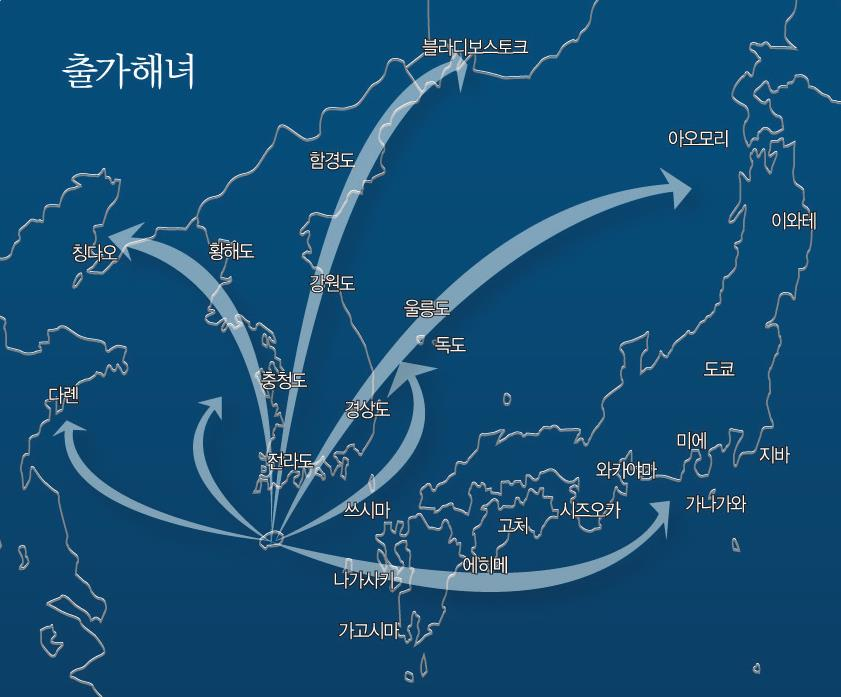 출가해녀
블라디보스토크
아오모리
함경도
이와테
칭다오
황해도
강원도
울릉도
독도
도쿄
충청도
다롄
경상도
미에
지바
전라도
와카야마
가나가와
쓰시마
시즈오카
고치
에히메
나가사키
가고시마